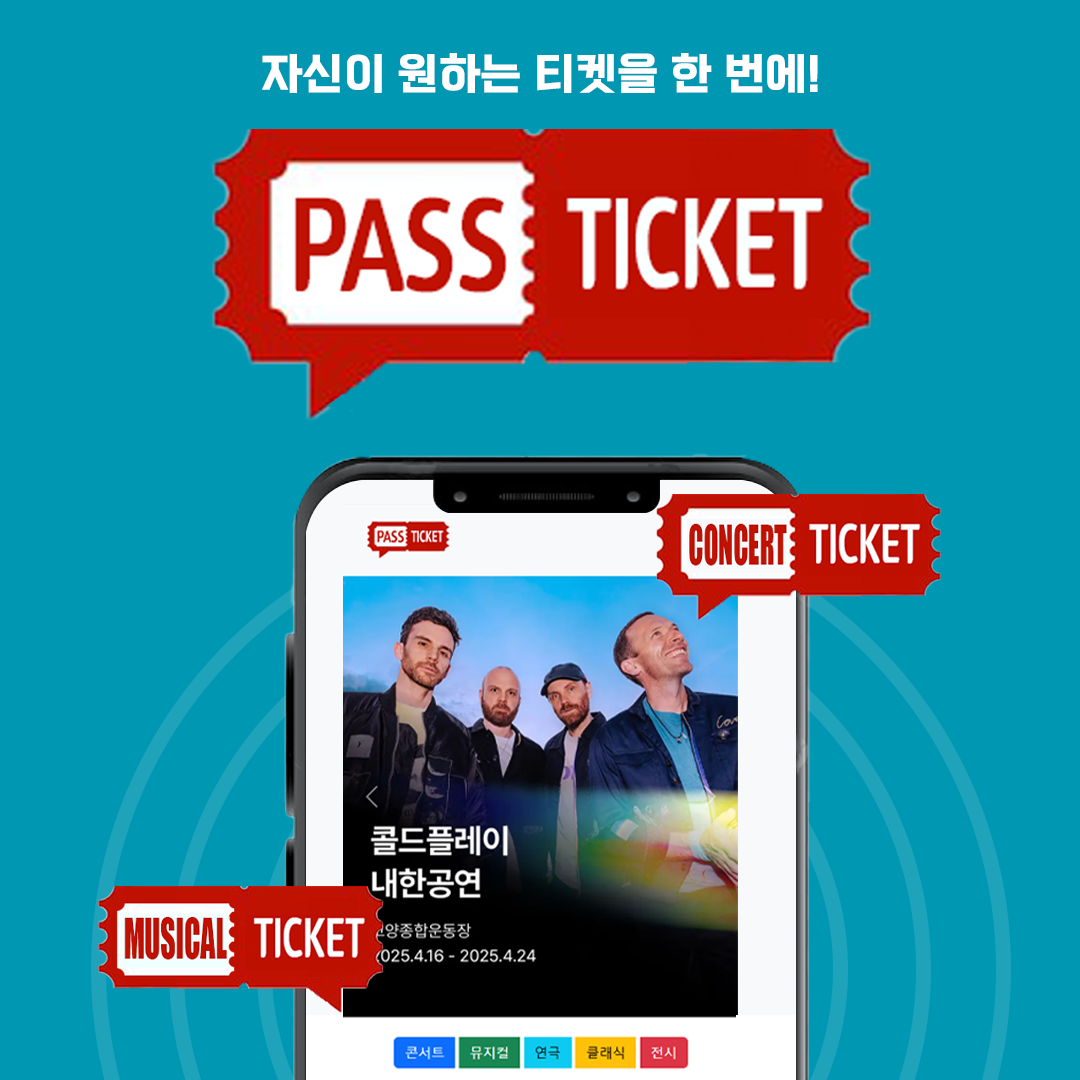 자신이 원하는 티켓을 한 번에!
PASS TICKET
PASS TICKET
CONCERT TICKET
콜드플레이
내한공연
양종합운동장
025.4.16 - 2025.4.24
MUSICAL TICKET
콘서트 뮤지컬 연극 클래식 전시